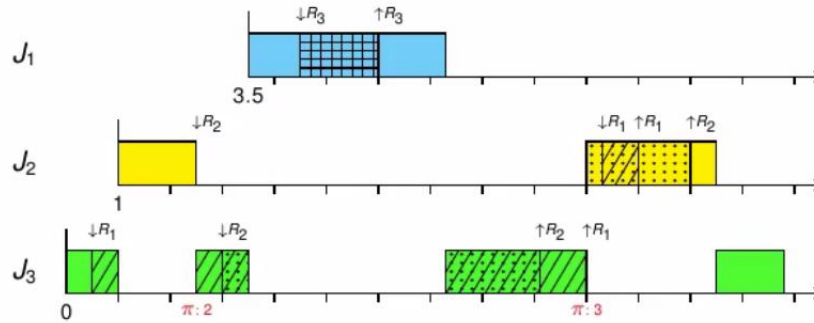 ↓R₃ ↑R₃
J₁
3.5
↓R₂ ↓R₁ ↑R₁ ↑R₂
J₂
1
↓R₁ ↓R₂ ↑R₂ ↑R₁
J₃
0 π: 2 π: 3